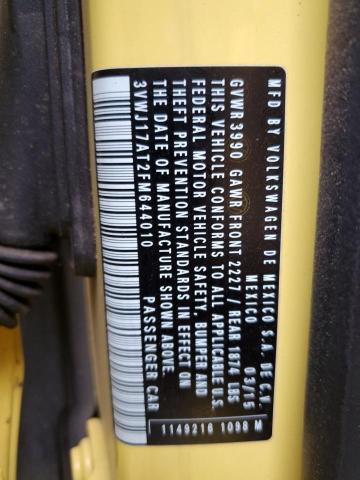 MFD BY VOLKSWAGEN DE MEXICO S.A. DE C.V.
MEXICO 03/15
GVWR 3990 GAWR FRONT 2227 // REAR 1874 LBS
THIS VEHICLE CONFORMS TO ALL APPLICABLE U.S.
FEDERAL MOTOR VEHICLE SAFETY, BUMPER AND
THEFT PREVENTION STANDARDS IN EFFECT ON
THE DATE OF MANUFACTURE SHOWN ABOVE.
3VWJ17AT2FM644010 PASSENGER CAR
1149216 1098 M